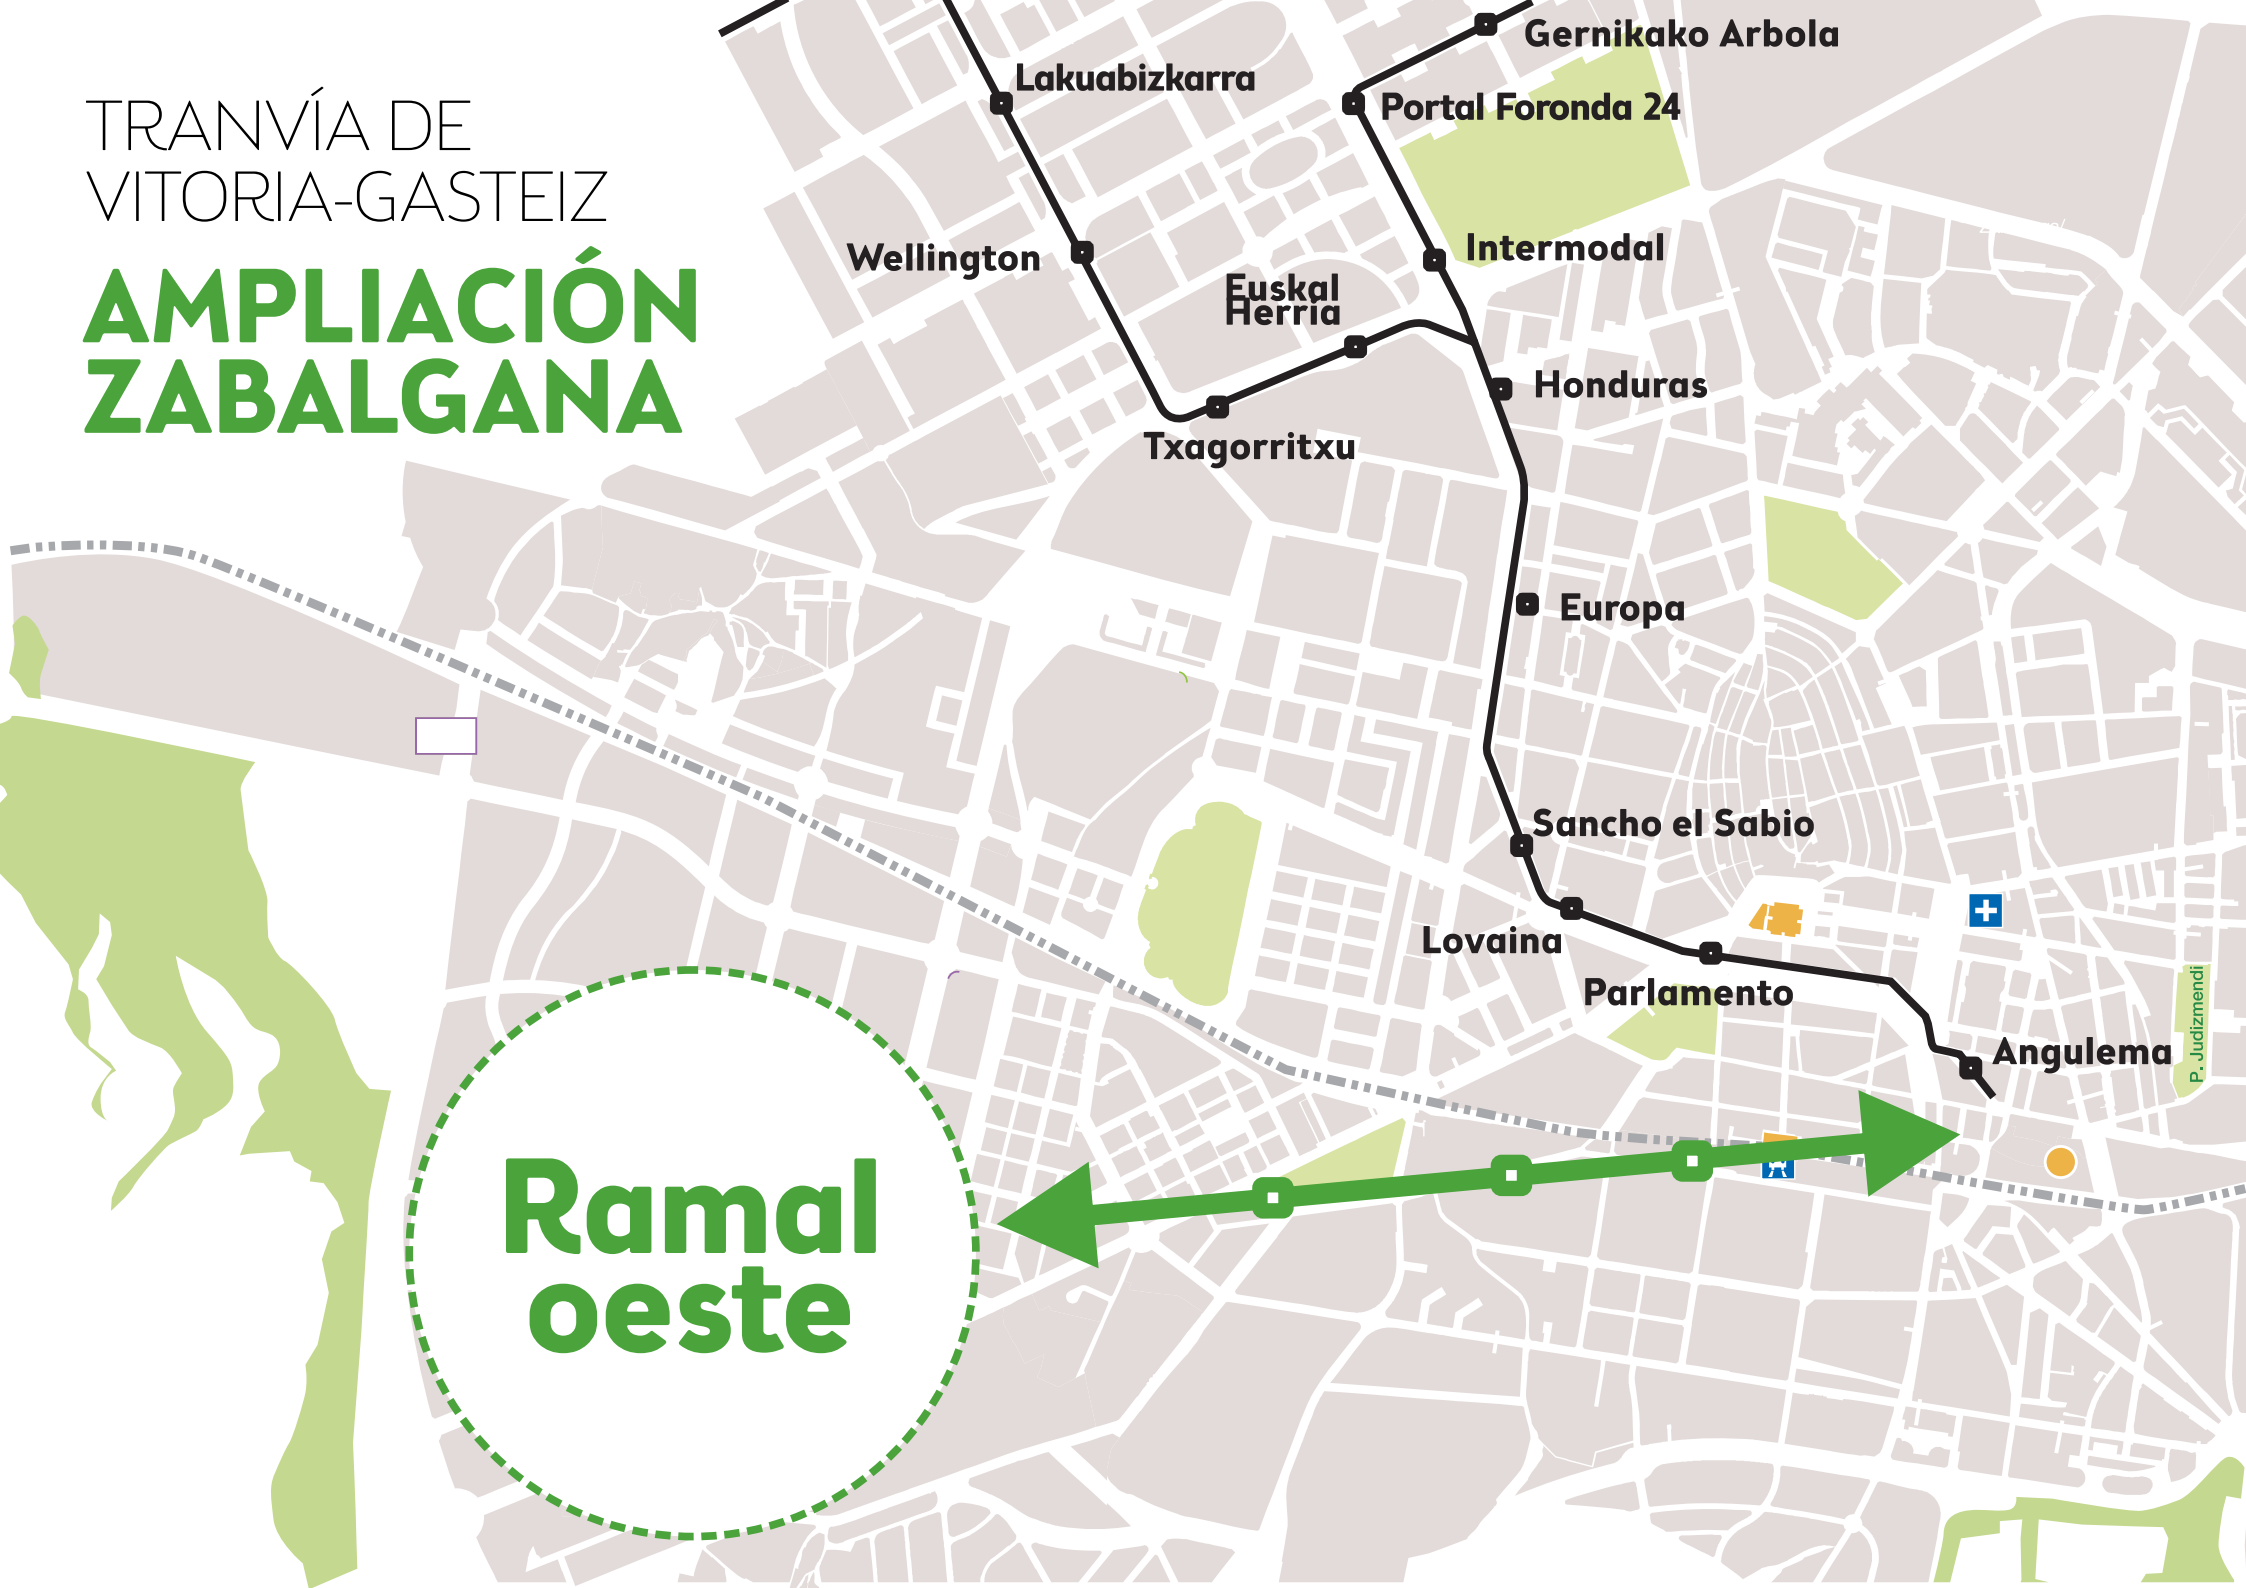 TRANVÍA DE
VITORIA-GASTEIZ
AMPLIACIÓN
ZABALGANA
Gernikako Arbola
Lakuabizkarra
Portal Foronda 24
Wellington
Intermodal
Euskal
Herria
Honduras
Txagorritxu
Europa
Sancho el Sabio
Lovaina
Parlamento
Angulema
P. Judizmendi
Ramal
oeste